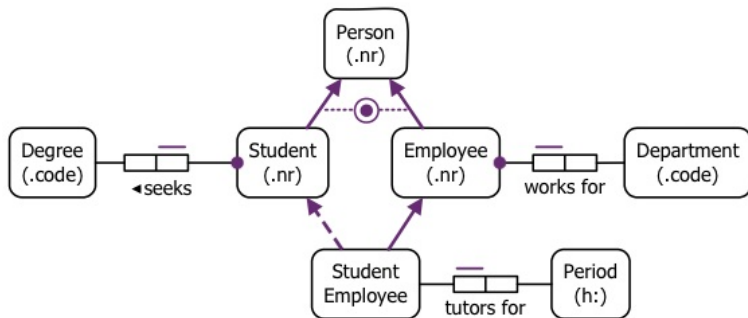 Person
(.nr)
Degree
(.code)
◄seeks
Student
(.nr)
Employee
(.nr)
works for
Department
(.code)
Student
Employee
tutors for
Period
(h:)